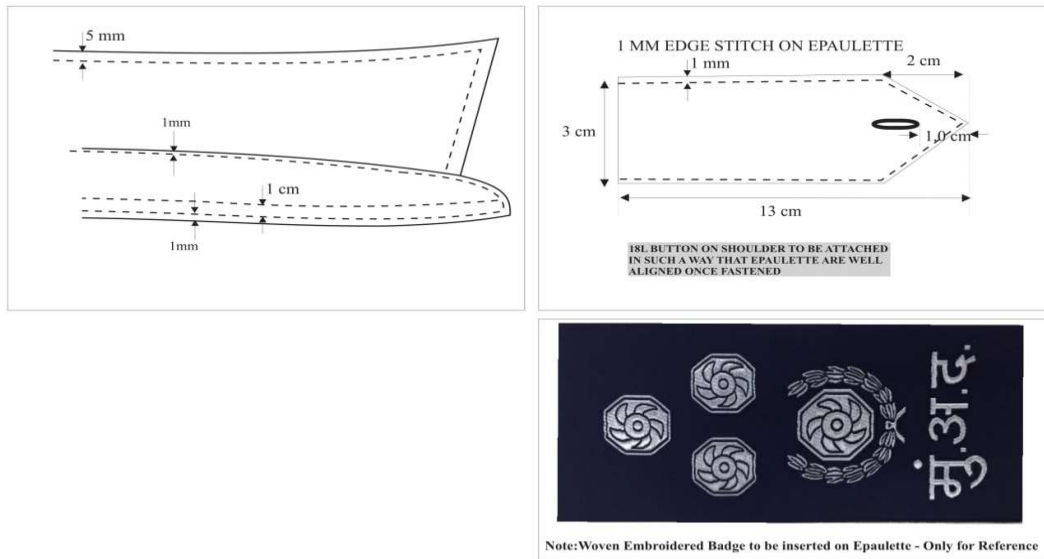 5 mm
1mm
1 cm
1mm
1 MM EDGE STITCH ON EPAULETTE
1 mm
2 cm
3 cm
1,0 cm
13 cm
18L BUTTON ON SHOULDER TO BE ATTACHED
IN SUCH A WAY THAT EPAULETTE ARE WELL
ALIGNED ONCE FASTENED
मुं.अ.द.
Note:Woven Embroidered Badge to be inserted on Epaulette - Only for Reference